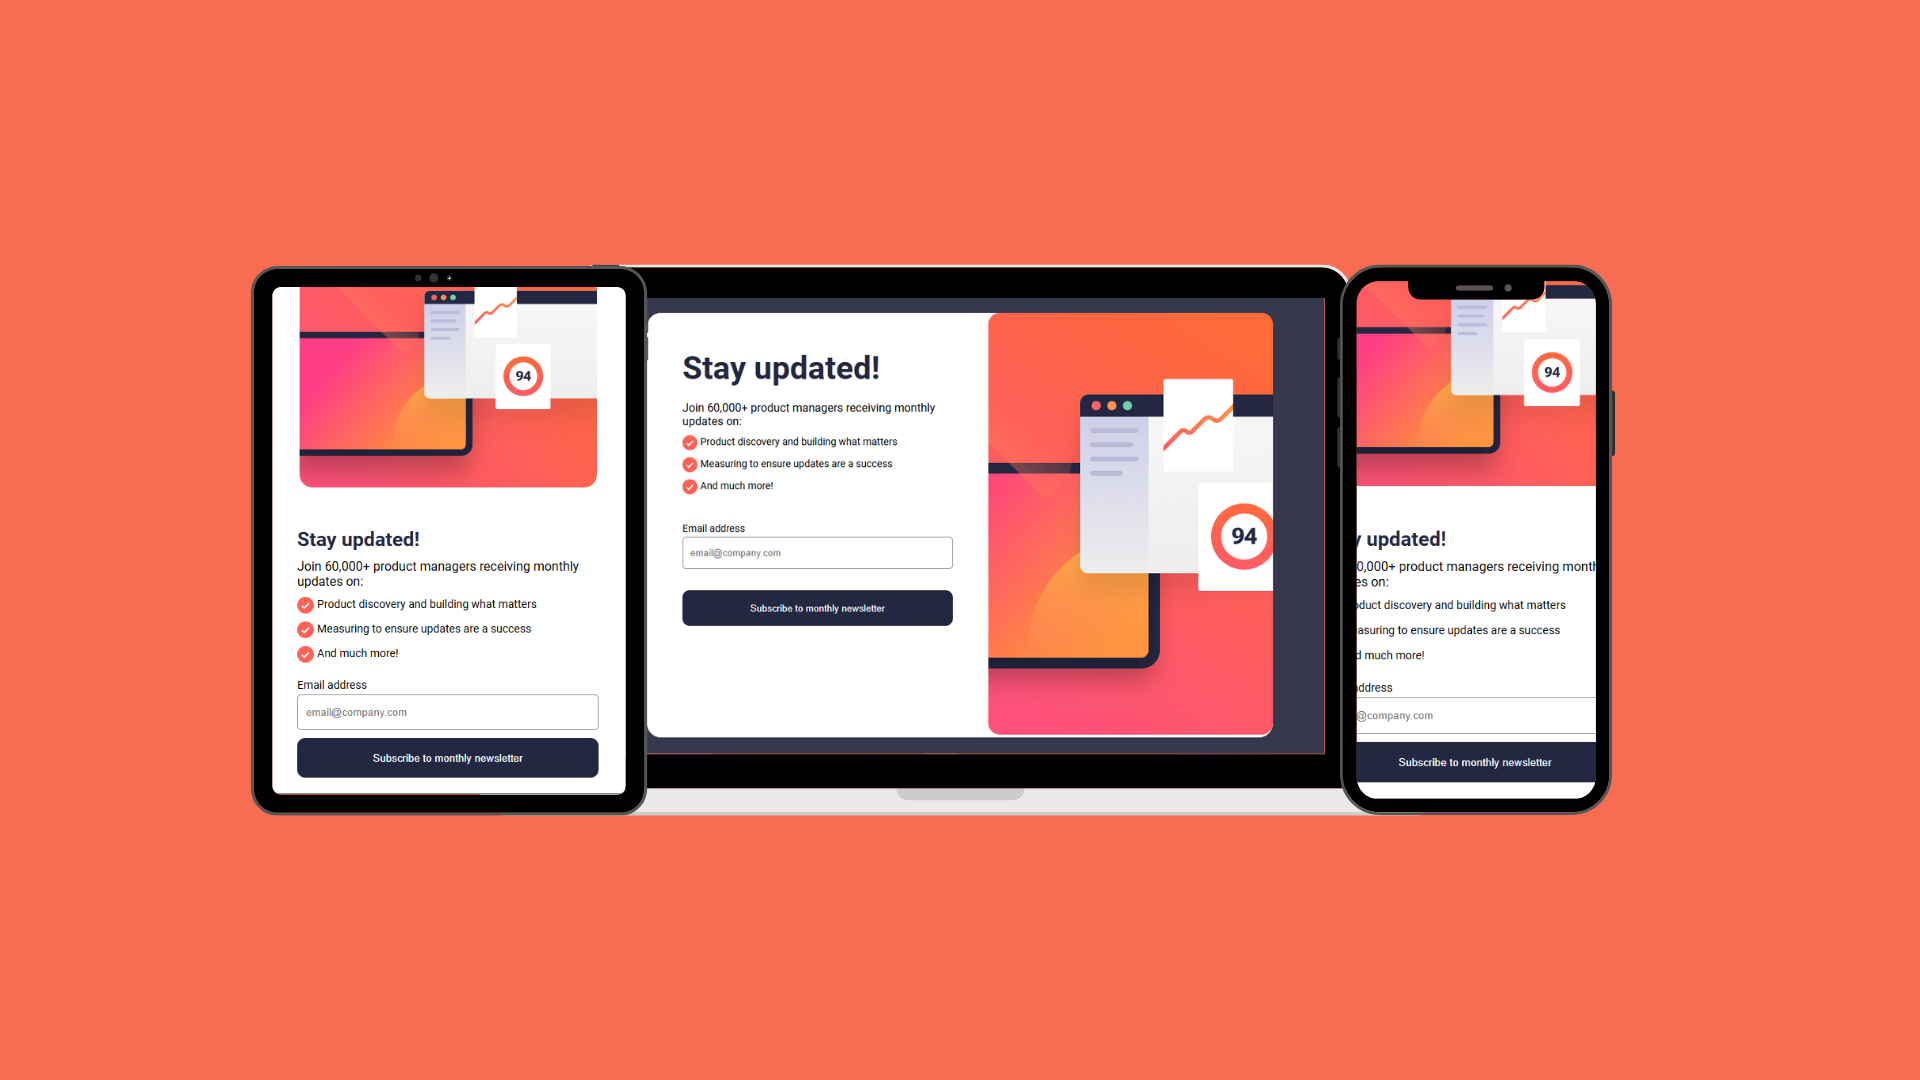 94
Stay updated!
Join 60,000+ product managers receiving monthly
updates on:
Product discovery and building what matters
Measuring to ensure updates are a success
And much more!
Email address
email@company.com
Subscribe to monthly newsletter
Stay updated!
Join 60,000+ product managers receiving monthly
updates on:
Product discovery and building what matters
Measuring to ensure updates are a success
And much more!
Email address
email@company.com
Subscribe to monthly newsletter
94
94
y updated!
0,000+ product managers receiving month
es on:
duct discovery and building what matters
easuring to ensure updates are a success
d much more!
ddress
@company.com
Subscribe to monthly newsletter